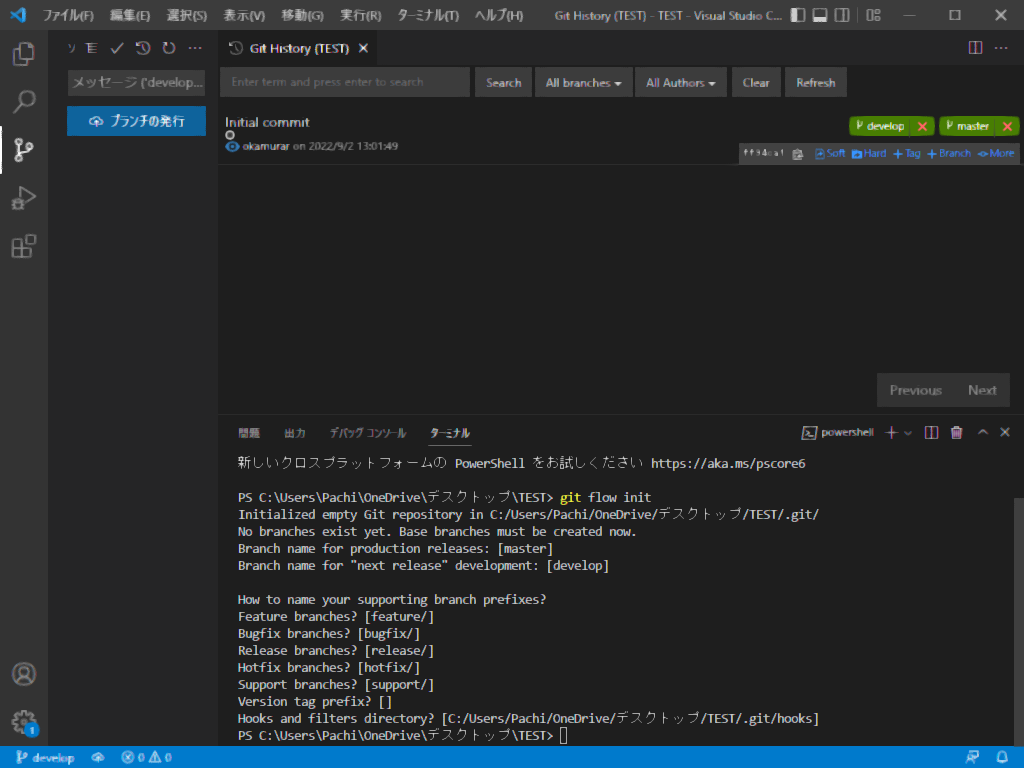 ファイル(F) 編集(E) 選択(S) 表示(V) 移動(G) 実行(R) ターミナル(T) ヘルプ(H) Git History (TEST) - TEST - Visual Studio C...
Git History (TEST)
メッセージ ('develop...
Enter term and press enter to search Search All branches All Authors Clear Refresh
ブランチの発行
Initial commit
develop master
okamurar on 2022/9/2 13:01:49
Soft Hard +Tag +Branch More
Previous Next
問題 出力 デバッグ コンソール ターミナル powershell
新しいクロスプラットフォームの PowerShell をお試しください https://aka.ms/pscore6
PS C:\Users\Pachi\OneDrive\デスクトップ\TEST> git flow init
Initialized empty Git repository in C:/Users/Pachi/OneDrive/デスクトップ/TEST/.git/
No branches exist yet. Base branches must be created now.
Branch name for production releases: [master]
Branch name for "next release" development: [develop]
How to name your supporting branch prefixes?
Feature branches? [feature/]
Bugfix branches? [bugfix/]
Release branches? [release/]
Hotfix branches? [hotfix/]
Support branches? [support/]
Version tag prefix? []
Hooks and filters directory? [C:/Users/Pachi/OneDrive/デスクトップ/TEST/.git/hooks]
PS C:\Users\Pachi\OneDrive\デスクトップ\TEST>
1
develop 0 0